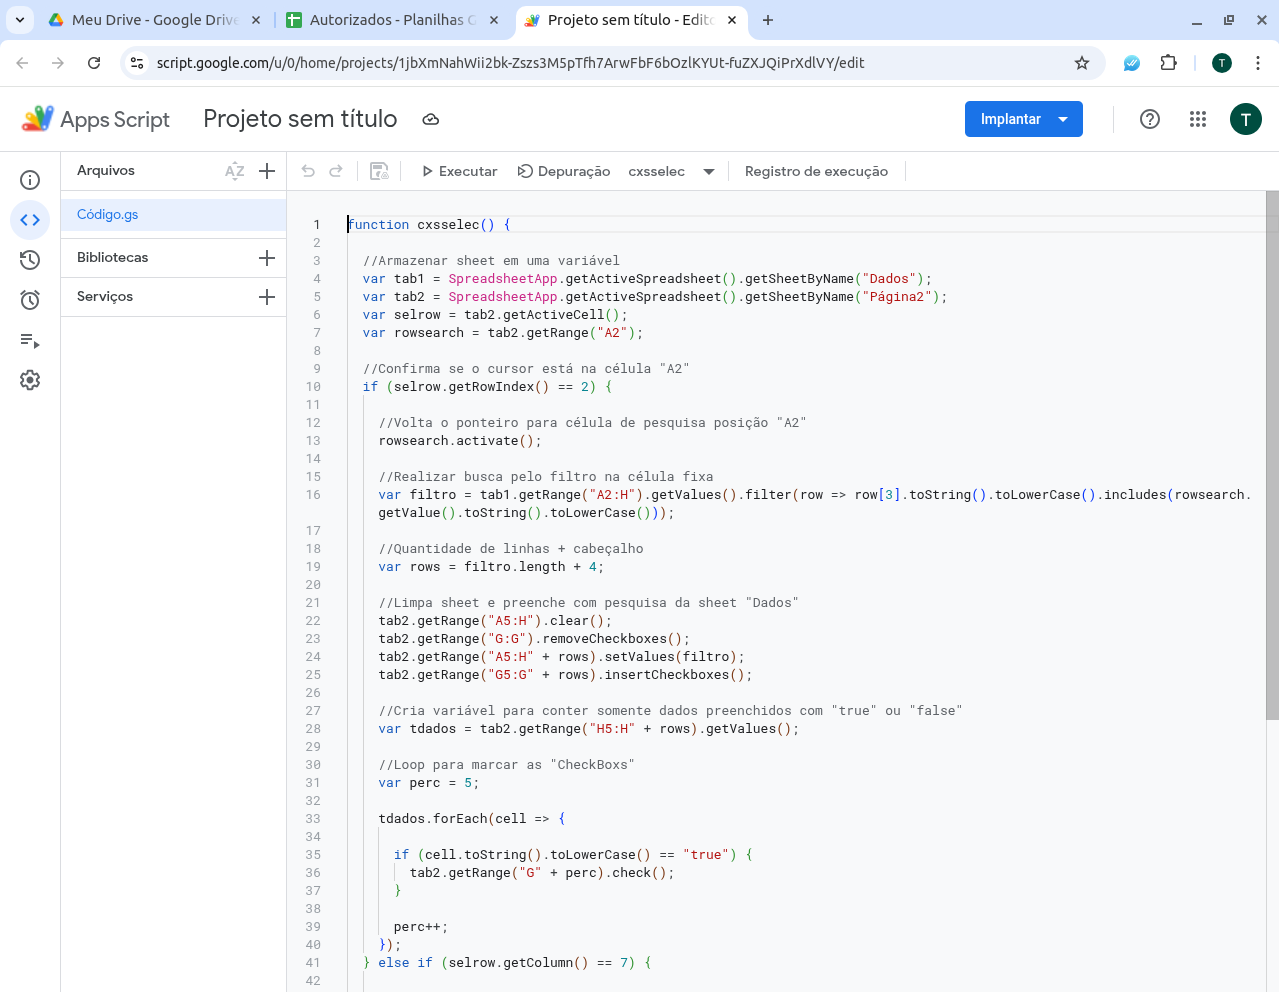 Meu Drive - Google Drive
Autorizados - Planilhas G
Projeto sem título - Edito
script.google.com/u/0/home/projects/1jbXmNahWii2bk-Zszs3M5pTfh7ArwFbF6bOzlKYUt-fuZXJQiPrXdlVY/edit
T
Apps Script
Projeto sem título
Implantar
T
Arquivos
AZ
Executar
Depuração
cxsselec
Registro de execução
Código.gs
Bibliotecas
Serviços
1 function cxsselec() {
2
3 //Armazenar sheet em uma variável
4 var tab1 = SpreadsheetApp.getActiveSpreadsheet().getSheetByName("Dados");
5 var tab2 = SpreadsheetApp.getActiveSpreadsheet().getSheetByName("Página2");
6 var selrow = tab2.getActiveCell();
7 var rowsearch = tab2.getRange("A2");
8
9 //Confirma se o cursor está na célula "A2"
10 if (selrow.getRowIndex() == 2) {
11
12 //Volta o ponteiro para célula de pesquisa posição "A2"
13 rowsearch.activate();
14
15 //Realizar busca pelo filtro na célula fixa
16 var filtro = tab1.getRange("A2:H").getValues().filter(row => row[3].toString().toLowerCase().includes(rowsearch.
getValue().toString().toLowerCase()));
17
18 //Quantidade de linhas + cabeçalho
19 var rows = filtro.length + 4;
20
21 //Limpa sheet e preenche com pesquisa da sheet "Dados"
22 tab2.getRange("A5:H").clear();
23 tab2.getRange("G:G").removeCheckboxes();
24 tab2.getRange("A5:H" + rows).setValues(filtro);
25 tab2.getRange("G5:G" + rows).insertCheckboxes();
26
27 //Cria variável para conter somente dados preenchidos com "true" ou "false"
28 var tdados = tab2.getRange("H5:H" + rows).getValues();
29
30 //Loop para marcar as "CheckBoxs"
31 var perc = 5;
32
33 tdados.forEach(cell => {
34
35 if (cell.toString().toLowerCase() == "true") {
36 tab2.getRange("G" + perc).check();
37 }
38
39 perc++;
40 });
41 } else if (selrow.getColumn() == 7) {
42